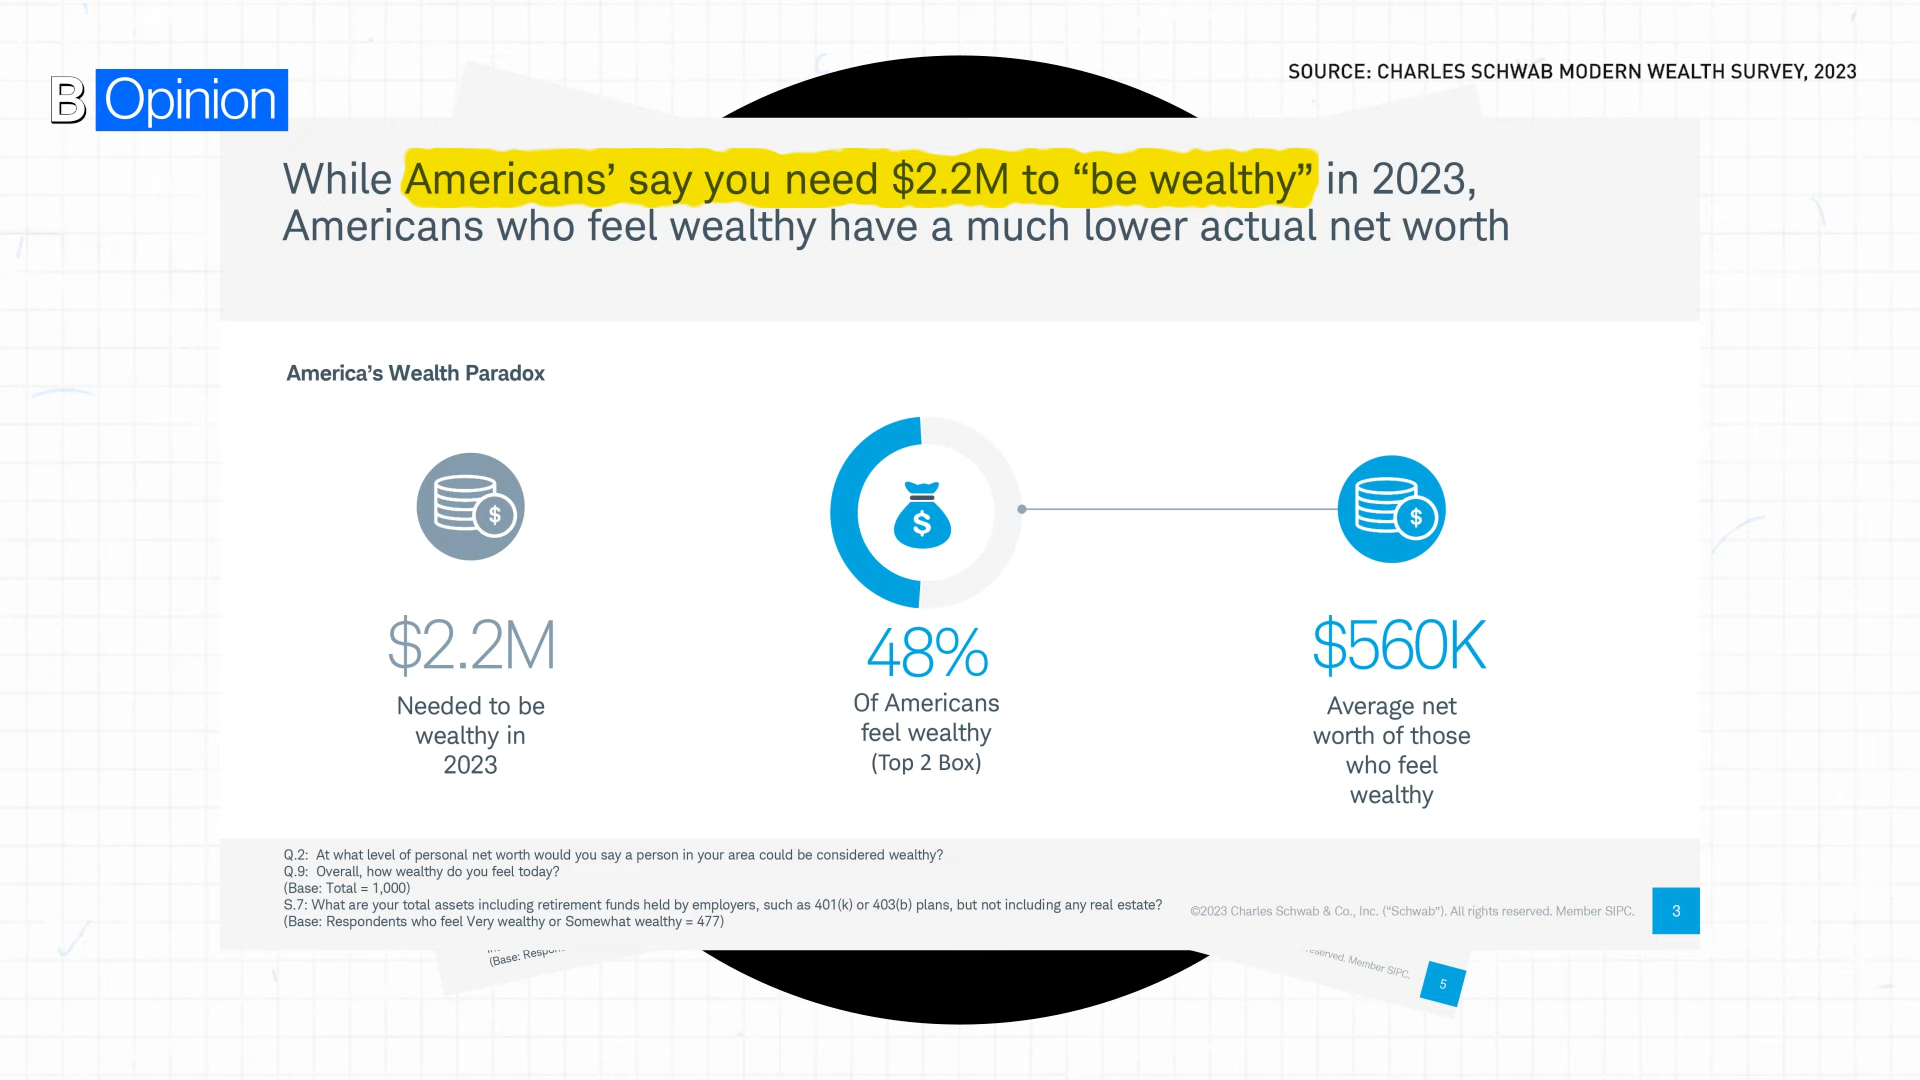 B Opinion
SOURCE: CHARLES SCHWAB MODERN WEALTH SURVEY, 2023
While Americans’ say you need $2.2M to “be wealthy” in 2023,
Americans who feel wealthy have a much lower actual net worth
America’s Wealth Paradox
$
$
$
$2.2M
Needed to be
wealthy in
2023
48%
Of Americans
feel wealthy
(Top 2 Box)
$560K
Average net
worth of those
who feel
wealthy
Q.2: At what level of personal net worth would you say a person in your area could be considered wealthy?
Q.9: Overall, how wealthy do you feel today?
(Base: Total = 1,000)
S.7: What are your total assets including retirement funds held by employers, such as 401(k) or 403(b) plans, but not including any real estate?
(Base: Respondents who feel Very wealthy or Somewhat wealthy = 477)
©2023 Charles Schwab & Co., Inc. (“Schwab”). All rights reserved. Member SIPC.
3
(Base:
reserved. Member SIPC.
5